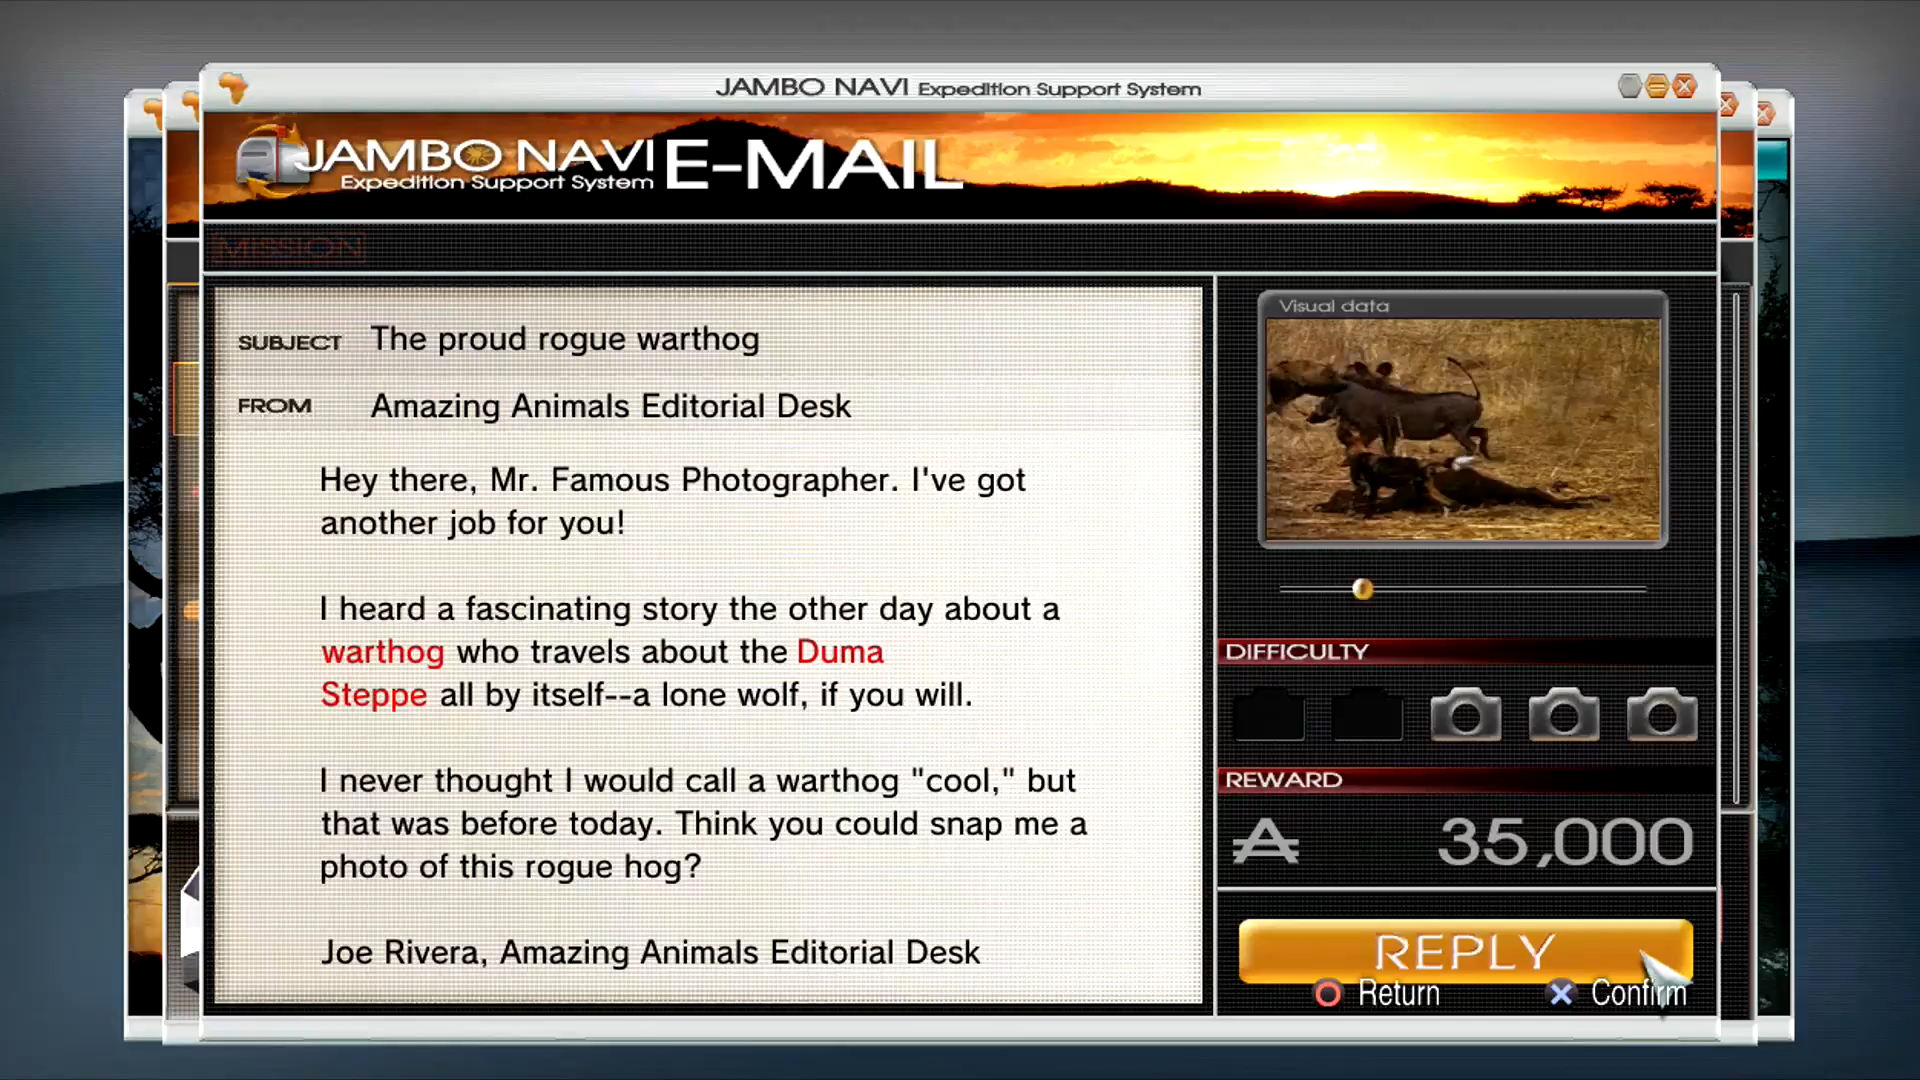 JAMBO NAVI Expedition Support System
JAMBO NAVI E-MAIL
Expedition Support System
MISSION
SUBJECT The proud rogue warthog
FROM Amazing Animals Editorial Desk
Hey there, Mr. Famous Photographer. I've got
another job for you!
I heard a fascinating story the other day about a
warthog who travels about the Duma
Steppe all by itself--a lone wolf, if you will.
I never thought I would call a warthog "cool," but
that was before today. Think you could snap me a
photo of this rogue hog?
Joe Rivera, Amazing Animals Editorial Desk
Visual data
DIFFICULTY
REWARD
35,000
REPLY
Return Confirm